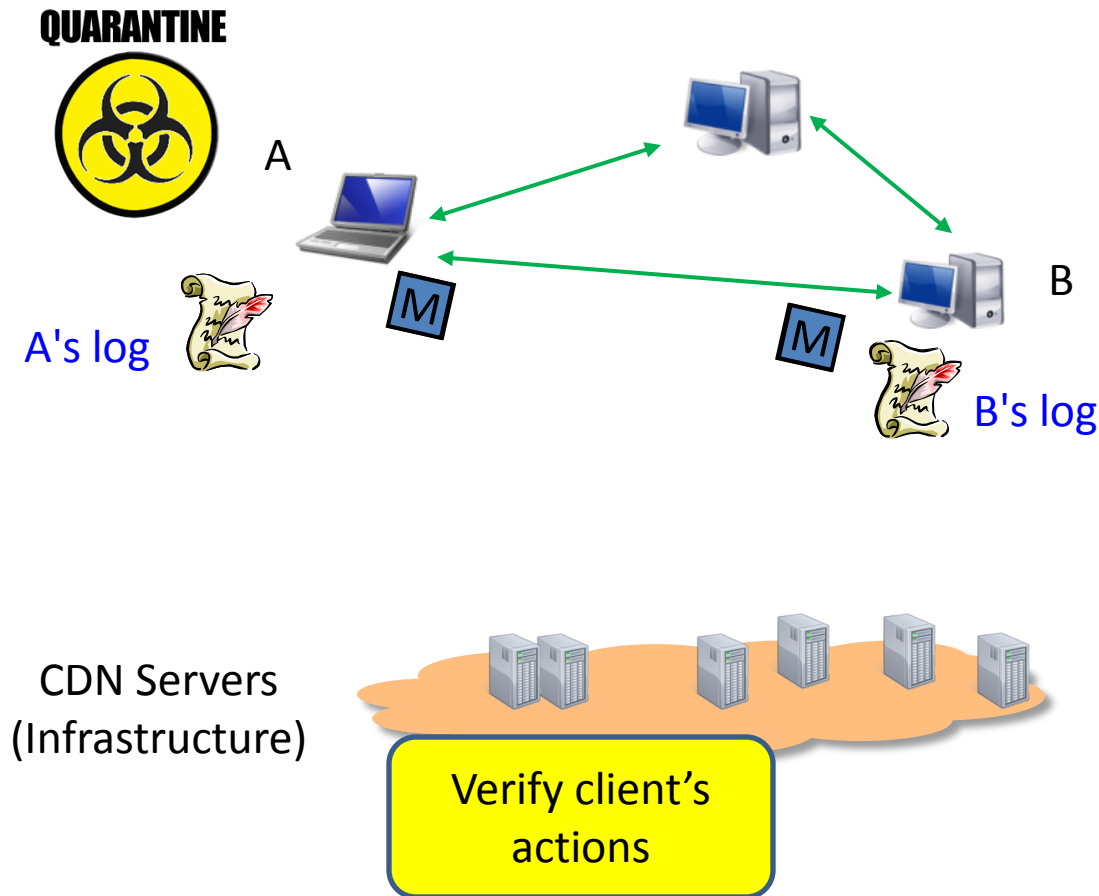 QUARANTINE
A
B
M
M
A's log
B's log
CDN Servers
(Infrastructure)
Verify client’s
actions